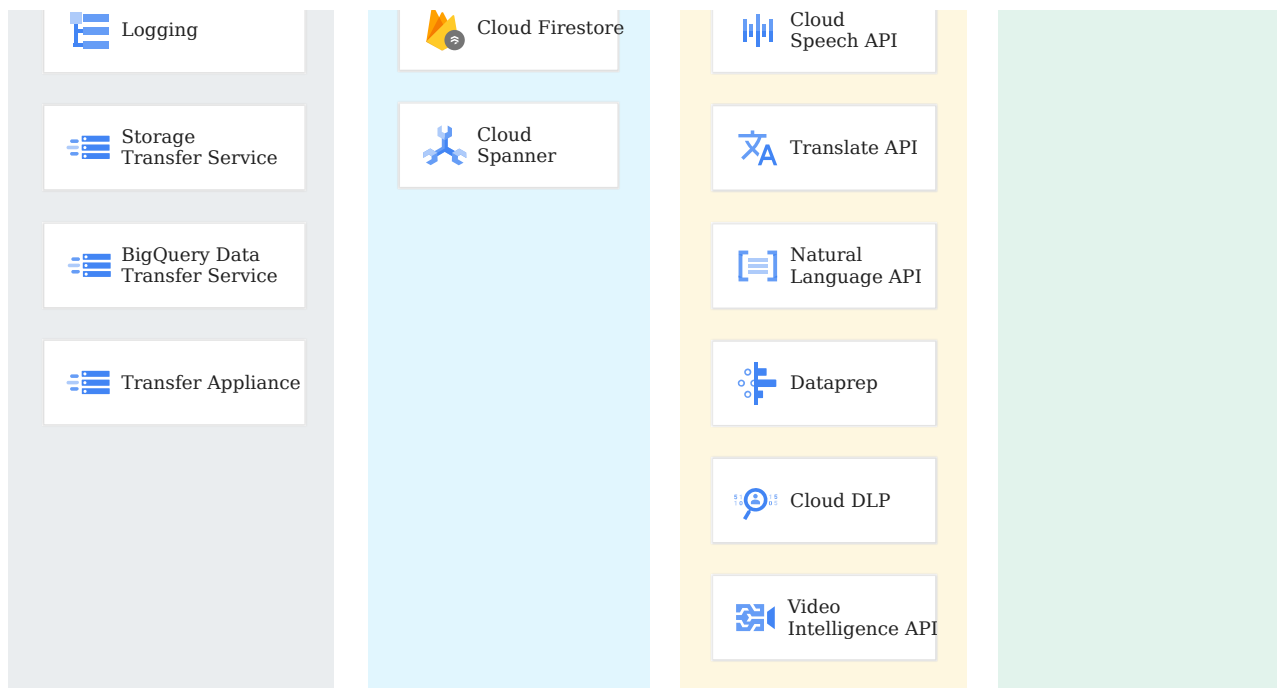 Logging
Storage
Transfer Service
BigQuery Data
Transfer Service
Transfer Appliance
Cloud Firestore
Cloud
Spanner
Cloud
Speech API
Translate API
Natural
Language API
Dataprep
Cloud DLP
Video
Intelligence API